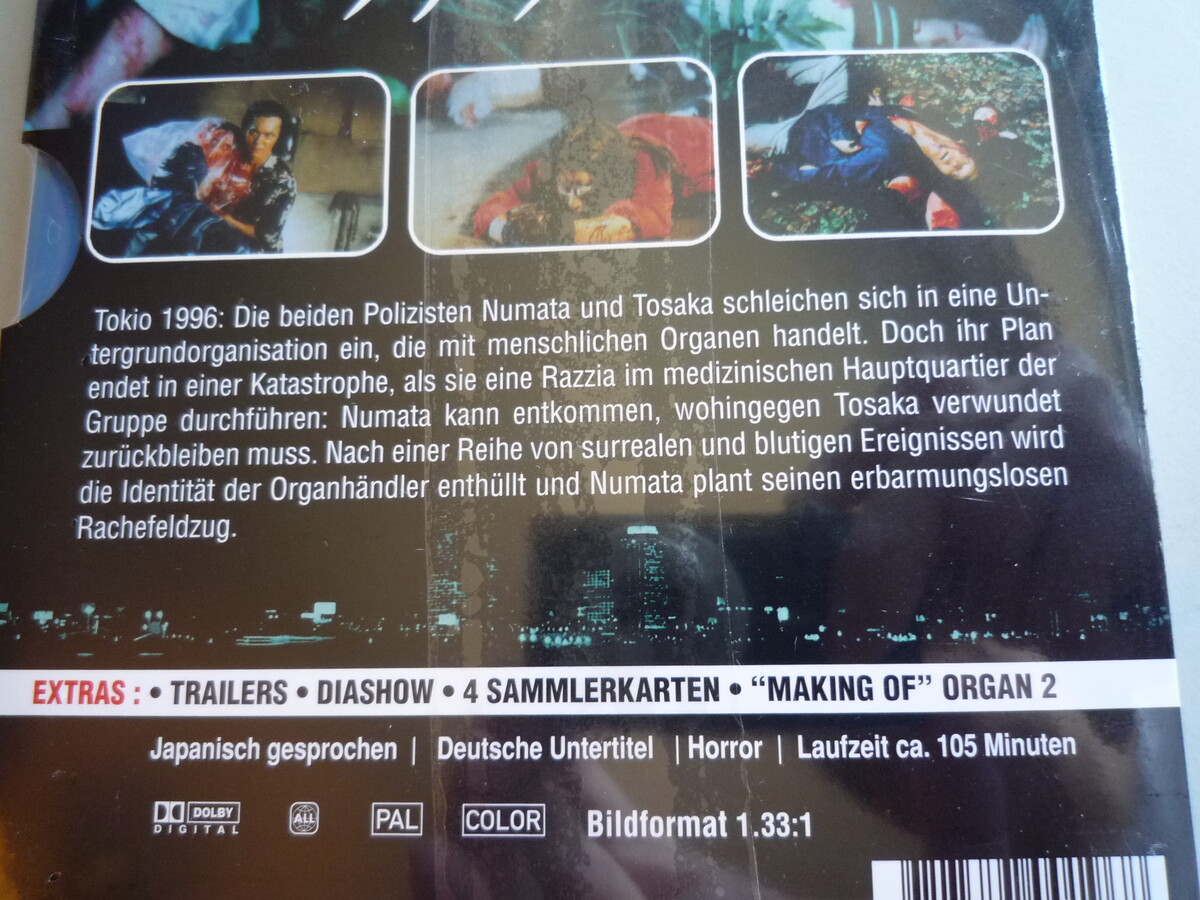 Tokio 1996: Die beiden Polizisten Numata und Tosaka schleichen sich in eine Un-
tergrundorganisation ein, die mit menschlichen Organen handelt. Doch ihr Plan
endet in einer Katastrophe, als sie eine Razzia im medizinischen Hauptquartier der
Gruppe durchführen: Numata kann entkommen, wohingegen Tosaka verwundet
zurückbleiben muss. Nach einer Reihe von surrealen und blutigen Ereignissen wird
die Identität der Organhändler enthüllt und Numata plant seinen erbarmungslosen
Rachefeldzug.
EXTRAS : • TRAILERS • DIASHOW • 4 SAMMLERKARTEN • “MAKING OF” ORGAN 2
Japanisch gesprochen | Deutsche Untertitel | Horror | Laufzeit ca. 105 Minuten
DOLBY DIGITAL ALL PAL COLOR Bildformat 1.33:1